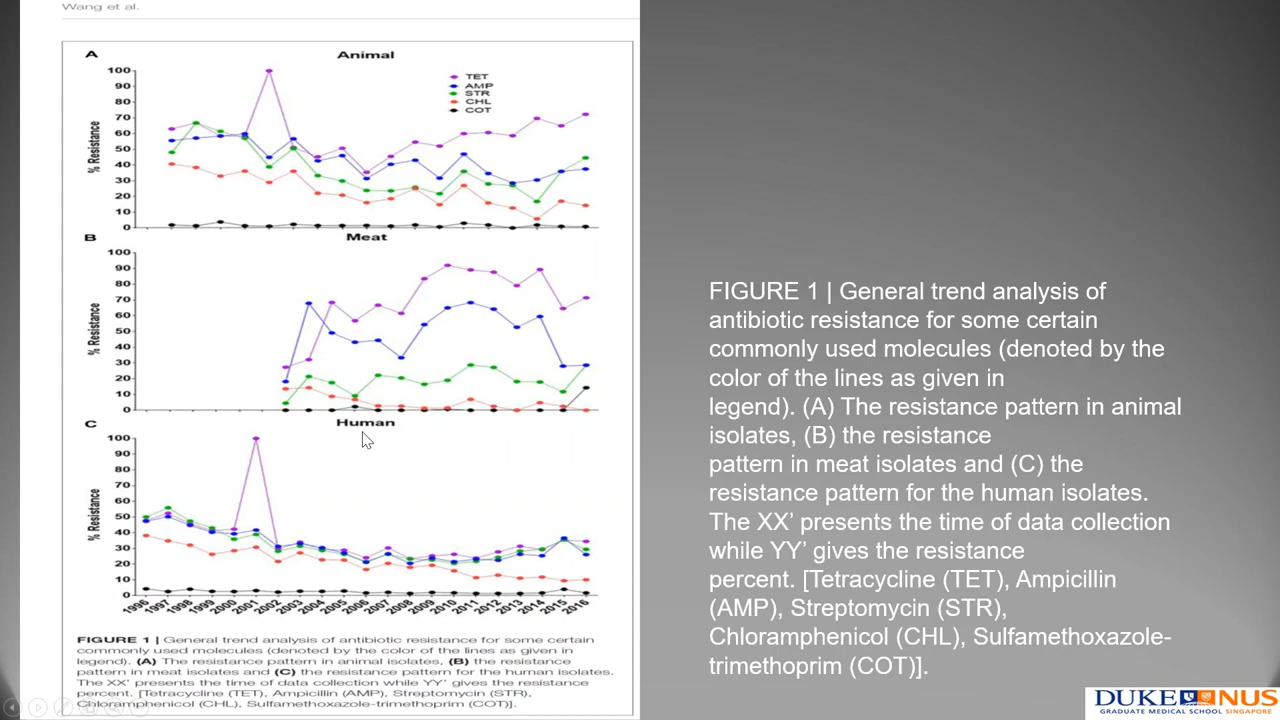 Wang et al.
A
Animal
TET
AMP
STR
CHL
COT
100
90
80
70
60
50
40
30
20
10
0
% Resistance
B
Meat
100
90
80
70
60
50
40
30
20
10
0
% Resistance
C
Human
100
90
80
70
60
50
40
30
20
10
0
% Resistance
1996 1997 1998 1999 2000 2001 2002 2003 2004 2005 2006 2007 2008 2009 2010 2011 2012 2013 2014 2015 2016
FIGURE 1 | General trend analysis of antibiotic resistance for some certain
commonly used molecules (denoted by the color of the lines as given in
legend). (A) The resistance pattern in animal isolates, (B) the resistance
pattern in meat isolates and (C) the resistance pattern for the human isolates.
The XX’ presents the time of data collection while YY’ gives the resistance
percent. [Tetracycline (TET), Ampicillin (AMP), Streptomycin (STR),
Chloramphenicol (CHL), Sulfamethoxazole-trimethoprim (COT)].
FIGURE 1 | General trend analysis of
antibiotic resistance for some certain
commonly used molecules (denoted by the
color of the lines as given in
legend). (A) The resistance pattern in animal
isolates, (B) the resistance
pattern in meat isolates and (C) the
resistance pattern for the human isolates.
The XX’ presents the time of data collection
while YY’ gives the resistance
percent. [Tetracycline (TET), Ampicillin
(AMP), Streptomycin (STR),
Chloramphenicol (CHL), Sulfamethoxazole-
trimethoprim (COT)].
DUKE NUS
GRADUATE MEDICAL SCHOOL SINGAPORE